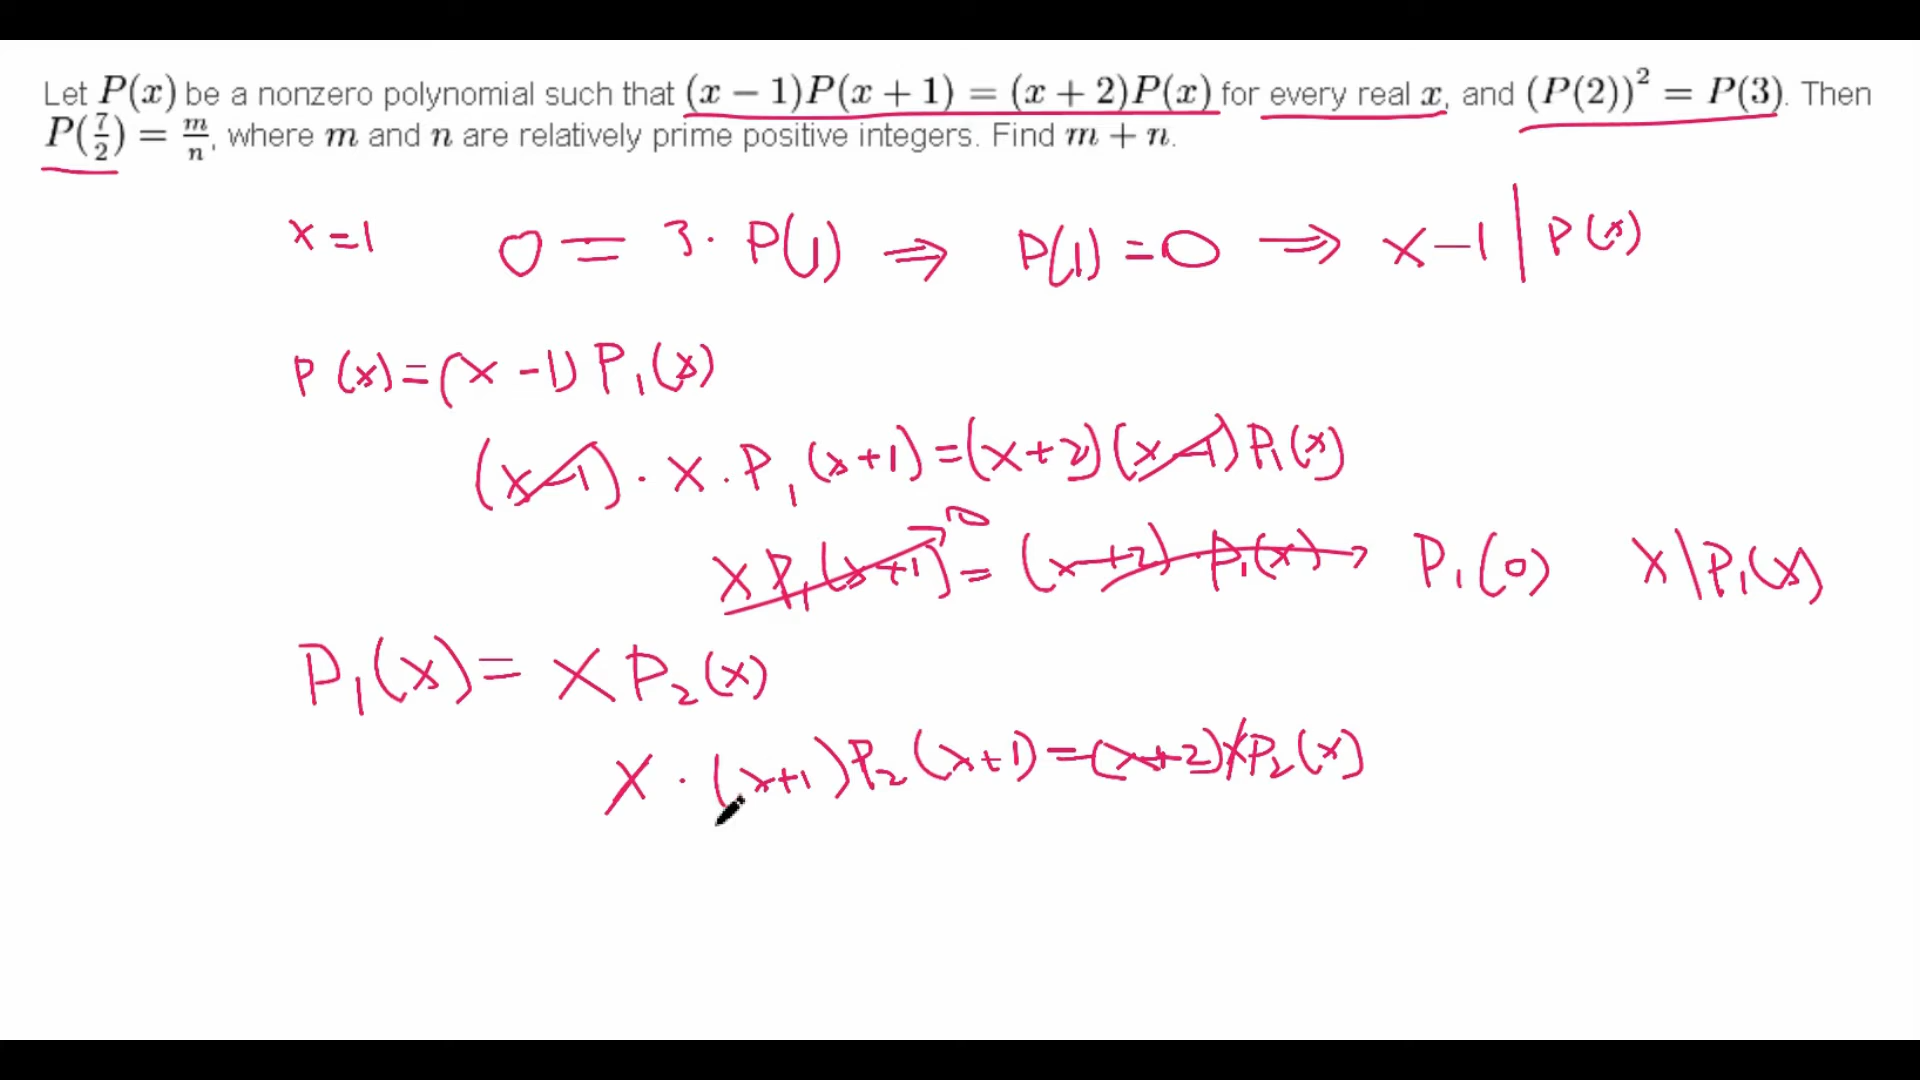 Let P(x) be a nonzero polynomial such that (x − 1)P(x + 1) = (x + 2)P(x) for every real x, and (P(2))² = P(3). Then
P(7/2) = m/n, where m and n are relatively prime positive integers. Find m + n.
x=1 0 = 3 · P(1) ⇒ P(1) = 0 ⇒ x−1 | P(x)
P(x) = (x−1) P₁(x)
(x−1) · x · P₁(x+1) = (x+2)(x−1) P₁(x)
x P₁(x+1) = (x+2) · P₁(x) → P₁(0) x | P₁(x)
P₁(x) = x P₂(x)
x · (x+1) P₂(x+1) = (x+2) x P₂(x)